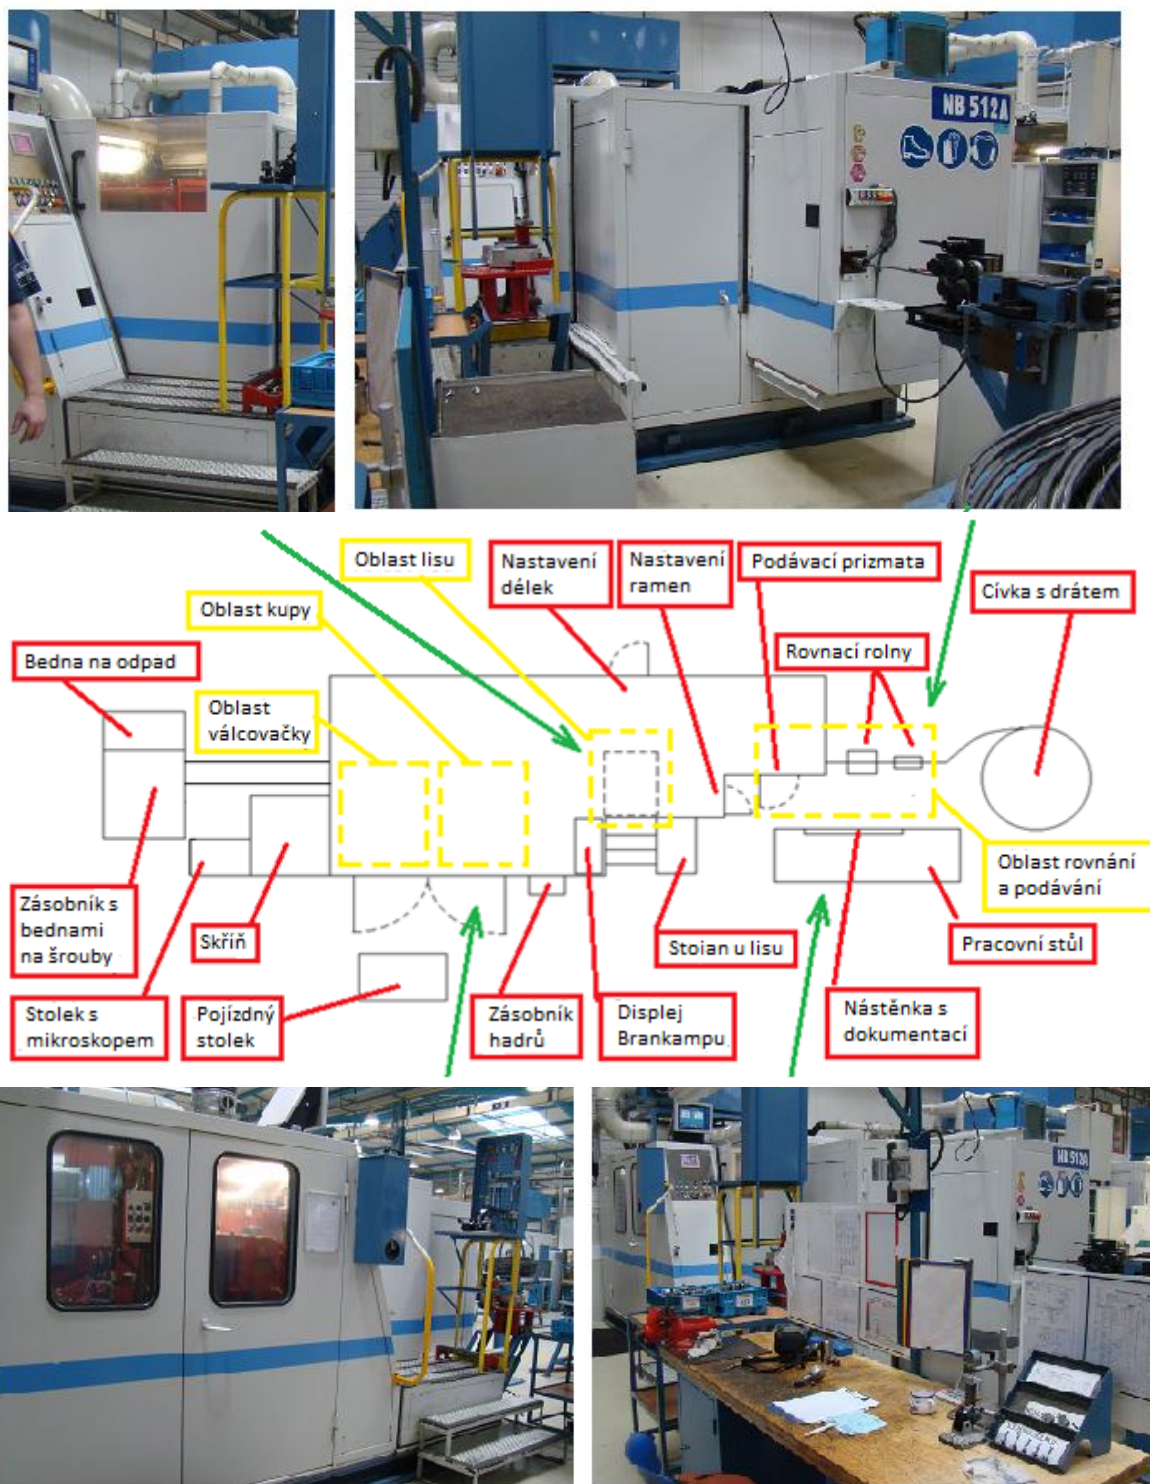 NB 512A
Oblast lisu
Nastavení
délek
Nastavení
ramen
Podávací prizmata
Cívka s drátem
Oblast kupy
Rovnací rolny
Bedna na odpad
Oblast
válcovačky
Oblast rovnání
a podávání
Zásobník s
bednami
na šrouby
Skříň
Stoian u lisu
Pracovní stůl
Stolek s
mikroskopem
Pojízdný
stolek
Zásobník
hadrů
Displej
Brankampu
Nástěnka s
dokumentací
NB 512A